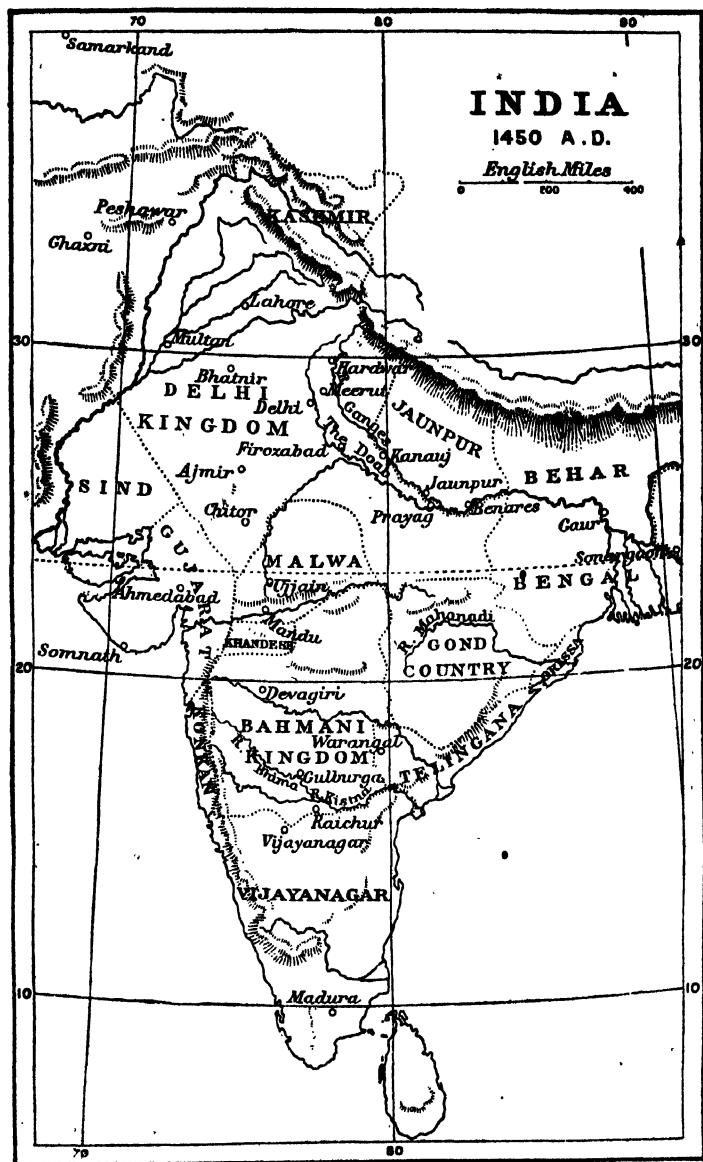 70 80 90
Samarkand
INDIA
1450 A.D.
English Miles
0 200 400
KASHMIR
Peshawar
Ghazni
Lahore
30 30
Multan
Hardwar
Bhatnir
Meerut
DELHI
Delhi
KINGDOM
Ganges
JAUNPUR
The Doab
Firozabad
Kanauj
BEHAR
Ajmir
SIND
Jaunpur
Chitor
Prayag
Benares
Gaur
GUJARAT
MALWA
Sonargaon
Ujjain
BENGAL
Ahmedabad
Mandu
R. Mahanadi
KHANDESH
GOND
COUNTRY
Somnath
ORISSA
20 20
Devagiri
BAHMANI
Warangal
KINGDOM
TELINGANA
KONKAN
R. Bhima
Gulburga
R. Kistna
Raichur
Vijayanagar
VIJAYANAGAR
10 10
Madura
70 80